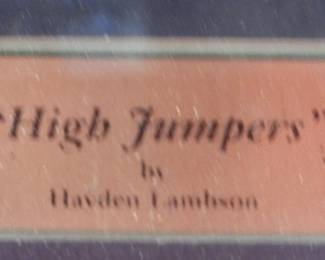 "High Jumpers"
by
Hayden Lambson